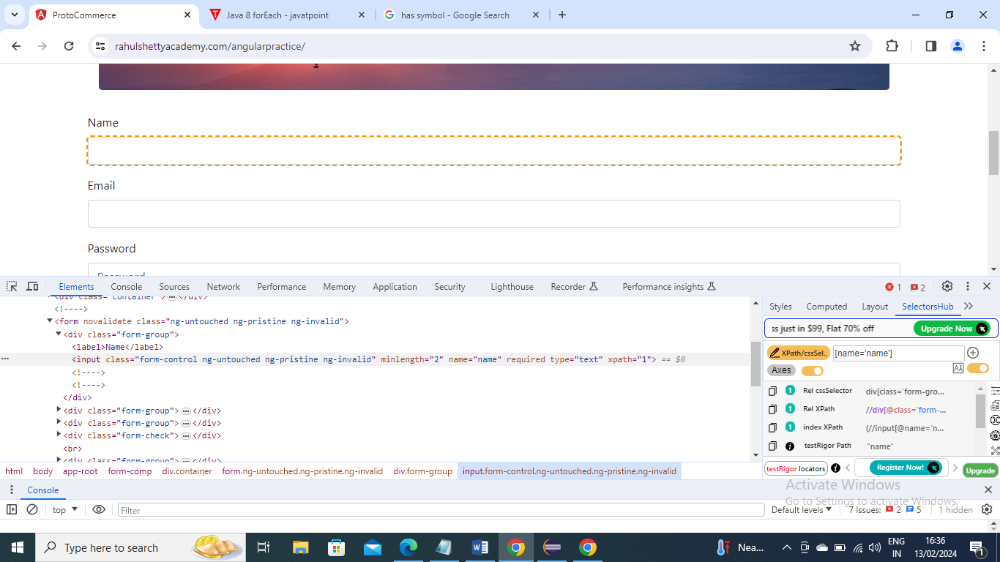 ProtoCommerce
Java 8 forEach - javatpoint
has symbol - Google Search
rahulshettyacademy.com/angularpractice/
Name
Email
Password
Elements Console Sources Network Performance Memory Application Security Lighthouse Recorder Performance insights 1 2
<!---->
<form novalidate class="ng-untouched ng-pristine ng-invalid">
<div class="form-group">
<label>Name</label>
<input class="form-control ng-untouched ng-pristine ng-invalid" minlength="2" name="name" required type="text" xpath="1"> == $0
<!---->
<!---->
</div>
<div class="form-group"> … </div>
<div class="form-group"> … </div>
<div class="form-check"> … </div>
<br>
<div class="form-group"> … </div>
html body app-root form-comp div.container form.ng-untouched.ng-pristine.ng-invalid div.form-group input.form-control.ng-untouched.ng-pristine.ng-invalid
Styles Computed Layout SelectorsHub
ss just in $99, Flat 70% off Upgrade Now
XPath/cssSel.. [name='name']
Axes
1 Rel cssSelector div[class='form-gro...
1 Rel XPath //div[@class='form-...
1 index XPath (//input[@name='n...
testRigor Path "name"
testRigor locators Register Now! Upgrade
Activate Windows
Go to Settings to activate Windows.
Console
top Filter Default levels 7 Issues: 2 5 1 hidden
Type here to search
Nea...
ENG
IN
16:36
13/02/2024
1